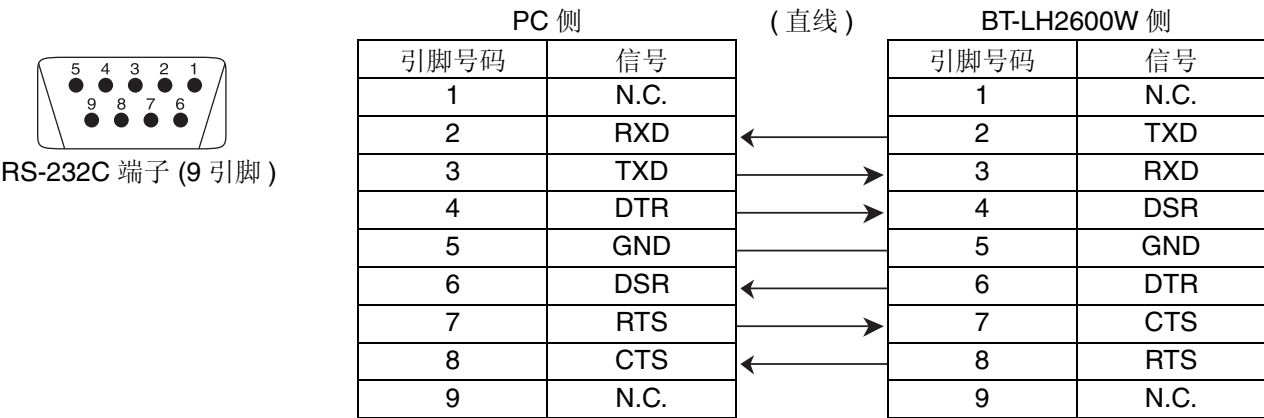 PC 侧 ( 直线 ) BT-LH2600W 侧
引脚号码 信号 引脚号码 信号
5 4 3 2 1
9 8 7 6
RS-232C 端子 (9 引脚 )
1 N.C. 1 N.C.
2 RXD 2 TXD
3 TXD 3 RXD
4 DTR 4 DSR
5 GND 5 GND
6 DSR 6 DTR
7 RTS 7 CTS
8 CTS 8 RTS
9 N.C. 9 N.C.